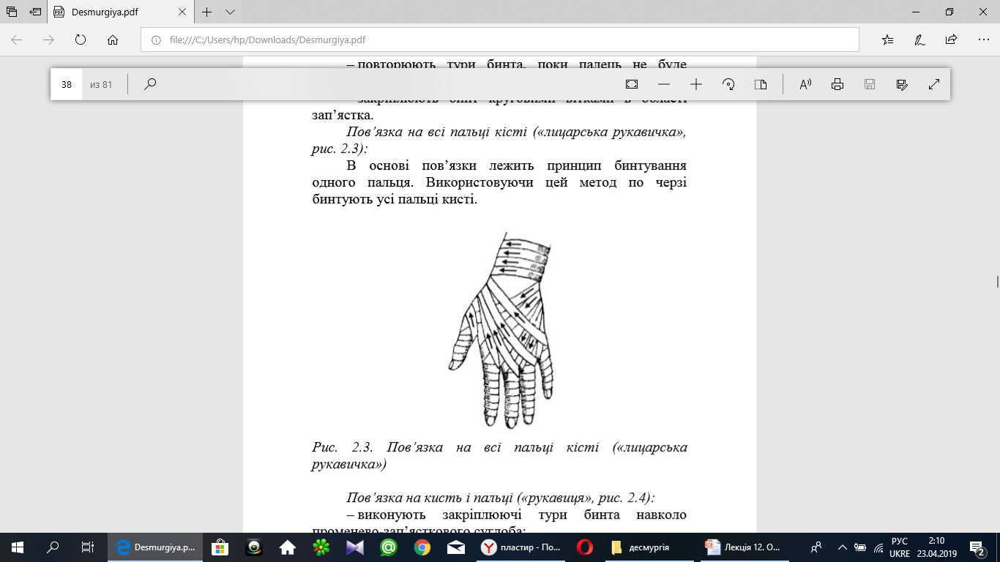 Desmurgiya.pdf
file:///C:/Users/hp/Downloads/Desmurgiya.pdf
– повторюють тури бинта, поки палець не буде
38 из 81
– закріплюють бинт круговими витками в області
зап’ястка.
Пов’язка на всі пальці кісті («лицарська рукавичка»,
рис. 2.3):
В основі пов’язки лежить принцип бинтування
одного пальця. Використовуючи цей метод по черзі
бинтують усі пальці кисті.
Рис. 2.3. Пов’язка на всі пальці кісті («лицарська
рукавичка»)
Пов’язка на кисть і пальці («рукавиця», рис. 2.4):
– виконують закріплюючі тури бинта навколо
променево-зап’ясткового суглоба:
Desmurgiya.p...
пластир - По...
десмургія
Лекція 12. О...
РУС
UKRE
2:10
23.04.2019
2